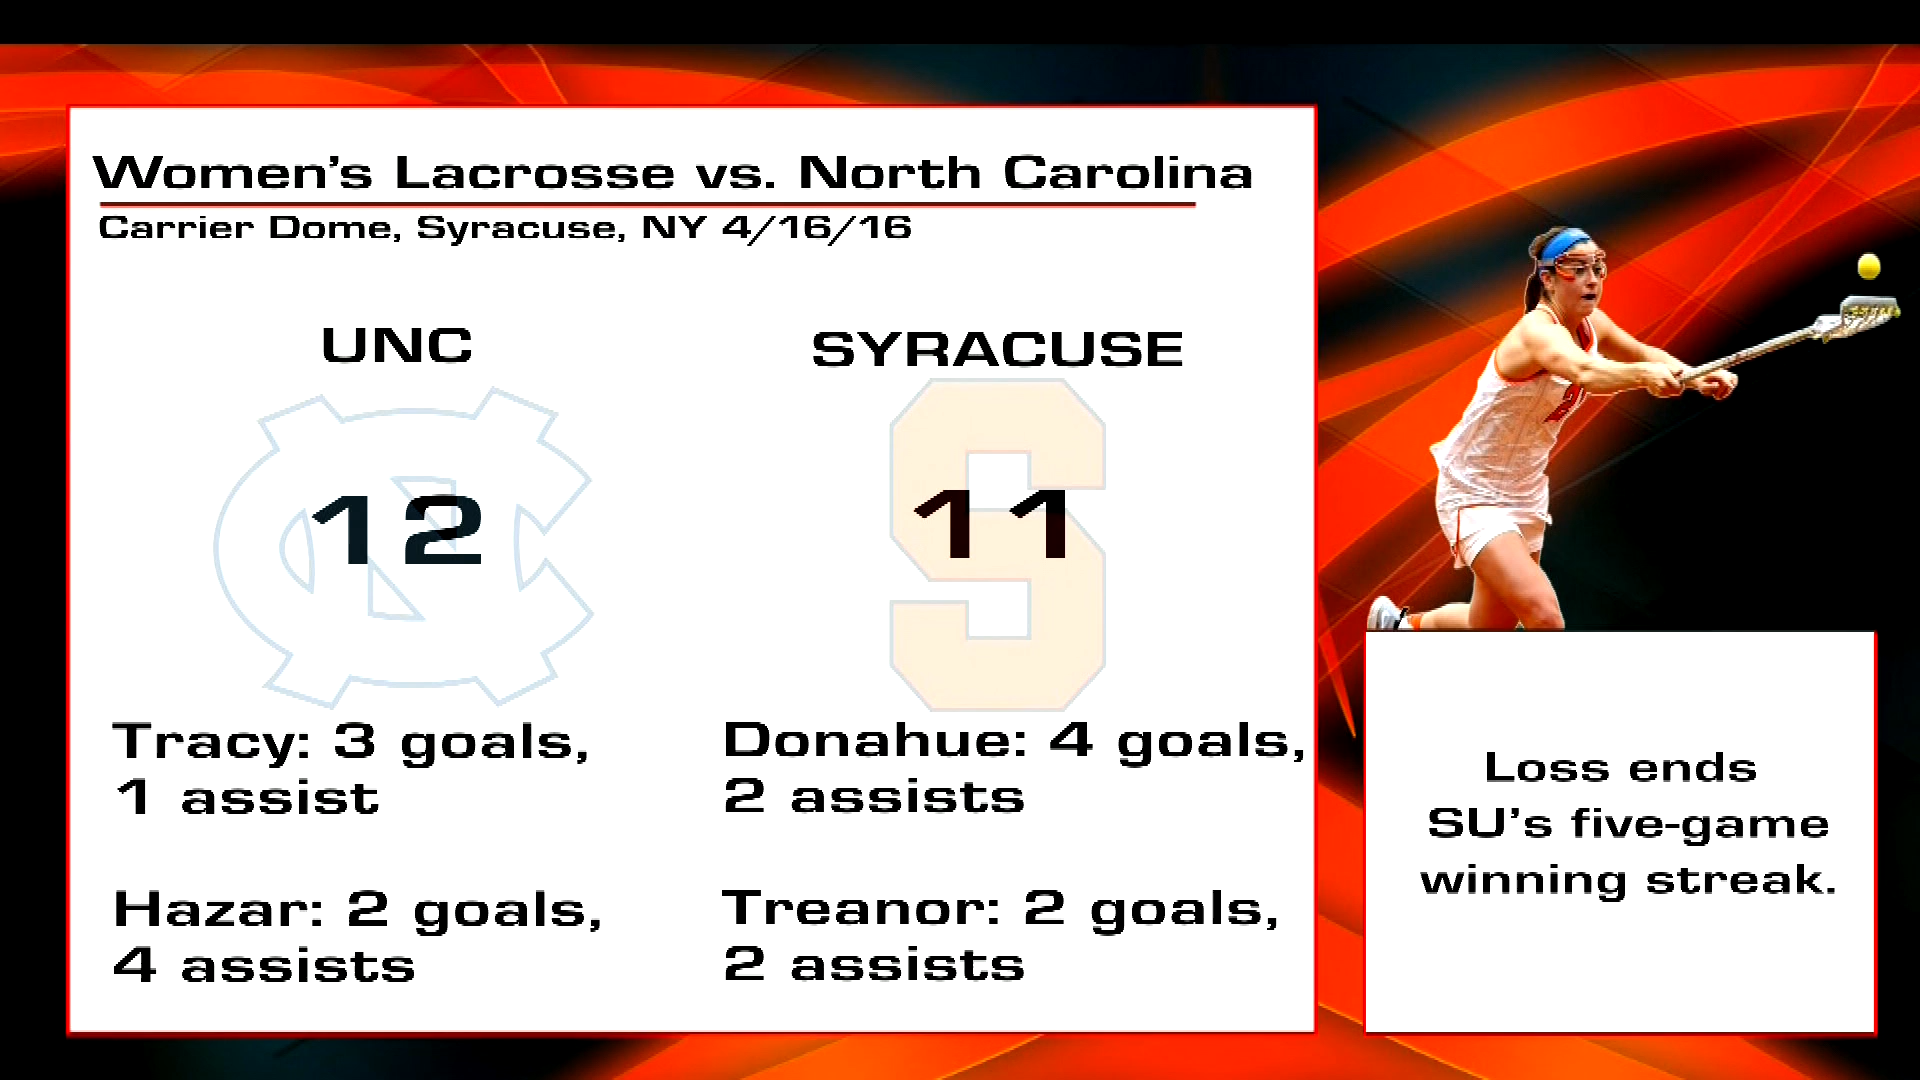 Women's Lacrosse vs. North Carolina
Carrier Dome, Syracuse, NY 4/16/16
UNC
12
Tracy: 3 goals,
1 assist
Hazar: 2 goals,
4 assists
SYRACUSE
11
Donahue: 4 goals,
2 assists
Treanor: 2 goals,
2 assists
Loss ends
SU's five-game
winning streak.